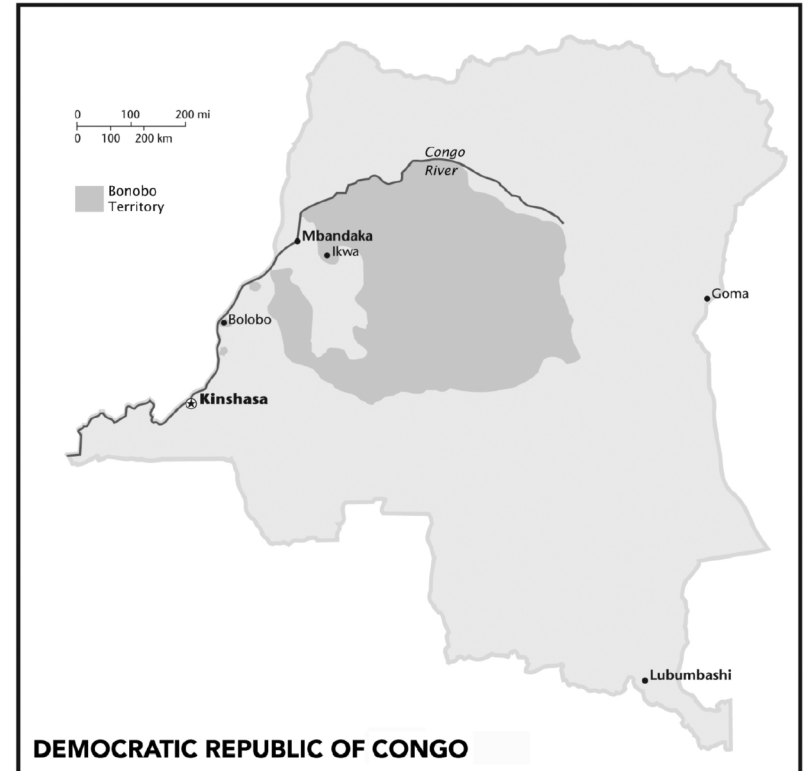 0 100 200 mi
0 100 200 km
Bonobo
Territory
Congo
River
Mbandaka
Ikwa
Goma
Bolobo
Kinshasa
Lubumbashi
DEMOCRATIC REPUBLIC OF CONGO